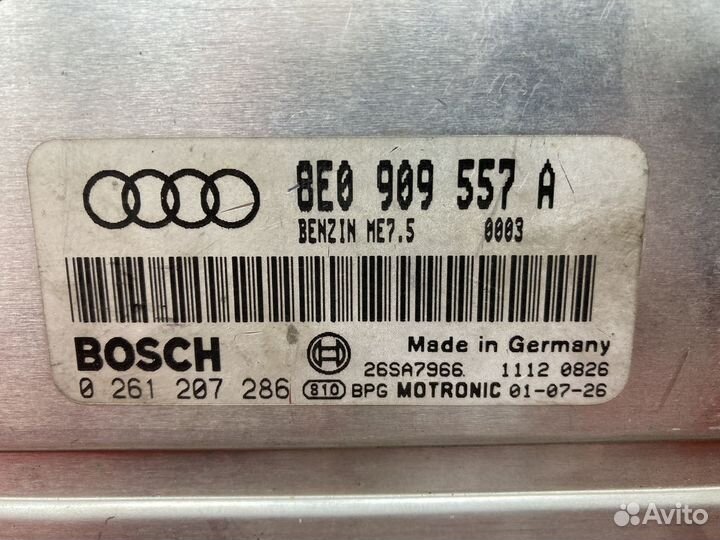 8E0 909 557 A
BENZIN ME7.5 0003
BOSCH Made in Germany
26SA7966 1112 0826
0 261 207 286 810 BPG MOTRONIC 01-07-26
Avito